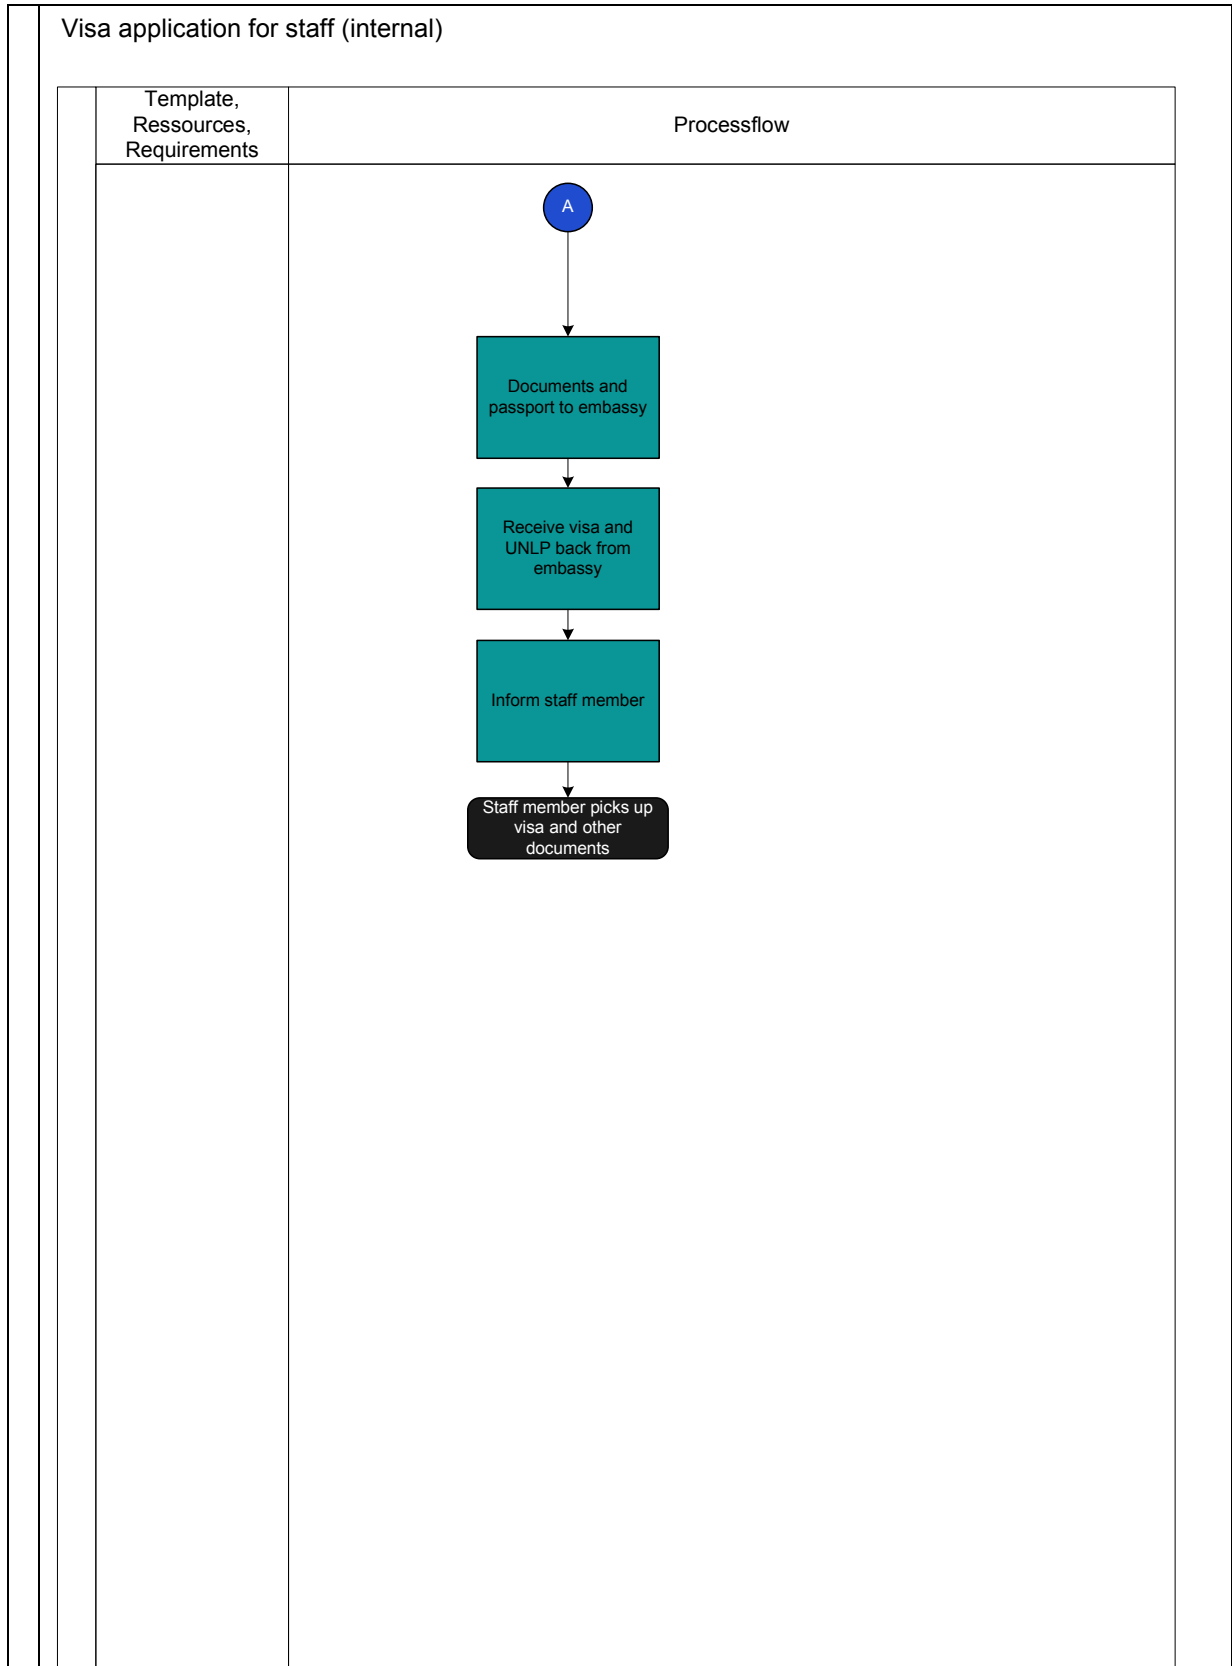 Visa application for staff (internal)
Template,
Ressources,
Requirements
Processflow
A
Documents and
passport to embassy
Receive visa and
UNLP back from
embassy
Inform staff member
Staff member picks up
visa and other
documents